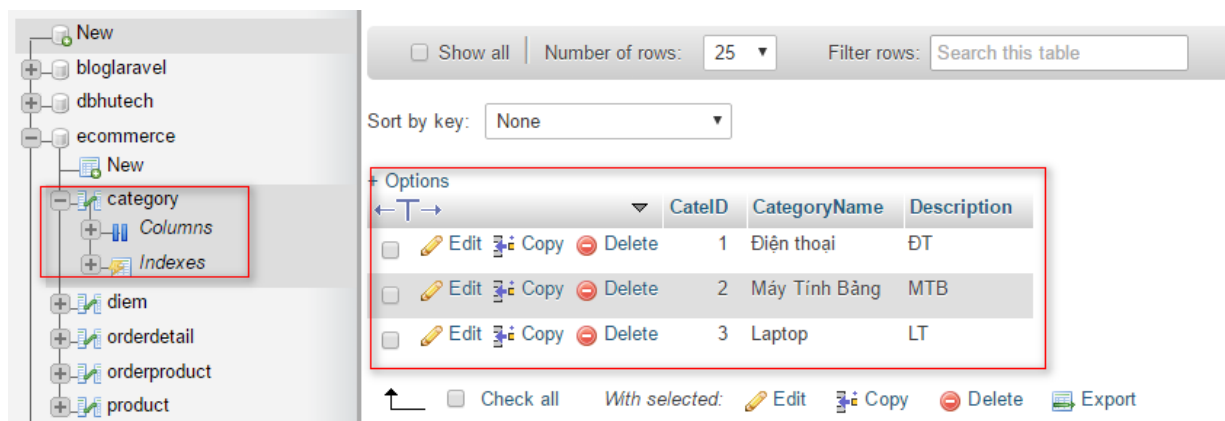 New
bloglaravel
dbhutech
ecommerce
New
category
Columns
Indexes
diem
orderdetail
orderproduct
product
Show all Number of rows: 25 Filter rows: Search this table
Sort by key: None
+ Options
CateID CategoryName Description
Edit Copy Delete 1 Điện thoại ĐT
Edit Copy Delete 2 Máy Tính Bảng MTB
Edit Copy Delete 3 Laptop LT
Check all With selected: Edit Copy Delete Export